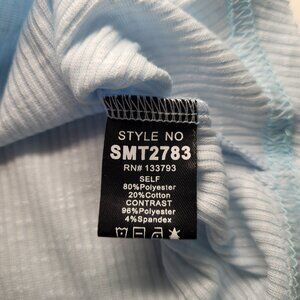 STYLE NO
SMT2783
RN# 133793
SELF
80%Polyester
20%Cotton
CONTRAST
96%Polyester
4%Spandex